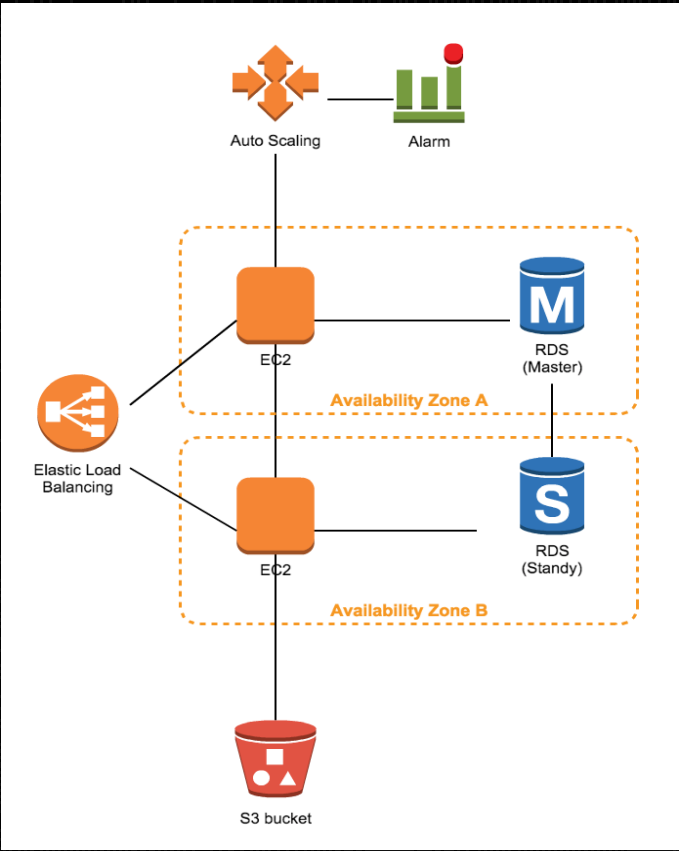 Auto Scaling
Alarm
EC2
M
RDS
(Master)
Availability Zone A
Elastic Load
Balancing
EC2
S
RDS
(Standy)
Availability Zone B
S3 bucket